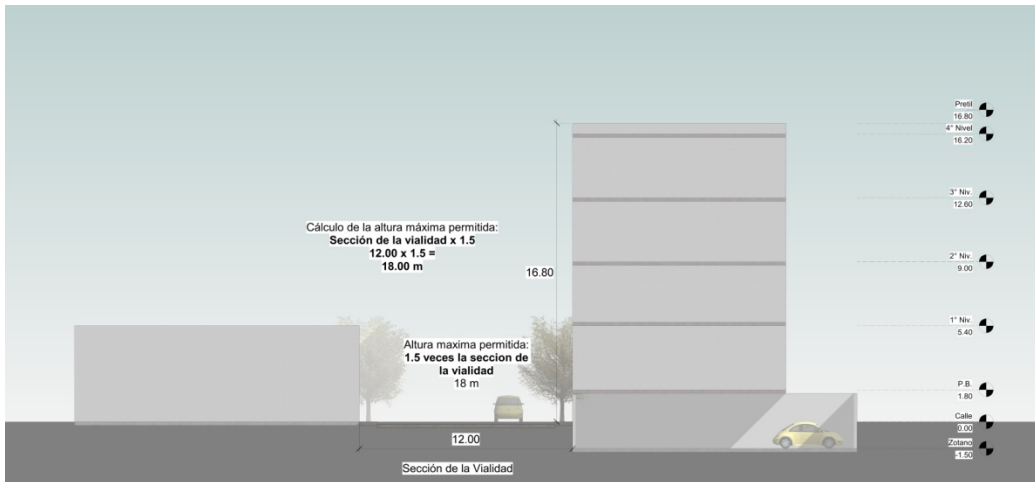 Pretil
16.80
4° Nivel
16.20
3° Niv.
12.60
Cálculo de la altura máxima permitida:
Sección de la vialidad x 1.5
12.00 x 1.5 =
18.00 m
16.80
2° Niv.
9.00
1° Niv.
5.40
Altura maxima permitida:
1.5 veces la seccion de
la vialidad
18 m
P.B.
1.80
Calle
0.00
12.00
Zotano
-1.50
Sección de la Vialidad